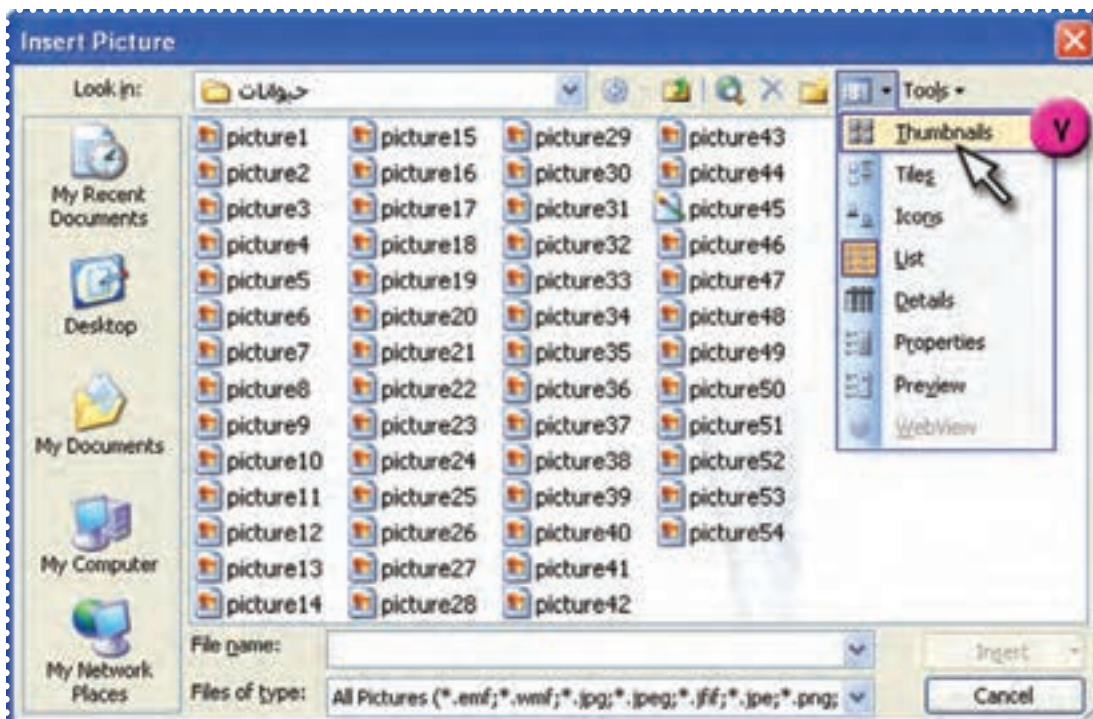 Insert Picture
Look in: حيوانات Tools
My Recent
Documents
Desktop
My Documents
My Computer
My Network
Places
picture1
picture2
picture3
picture4
picture5
picture6
picture7
picture8
picture9
picture10
picture11
picture12
picture13
picture14
picture15
picture16
picture17
picture18
picture19
picture20
picture21
picture22
picture23
picture24
picture25
picture26
picture27
picture28
picture29
picture30
picture31
picture32
picture33
picture34
picture35
picture36
picture37
picture38
picture39
picture40
picture41
picture42
picture43
picture44
picture45
picture46
picture47
picture48
picture49
picture50
picture51
picture52
picture53
picture54
Thumbnails ٧
Tiles
Icons
List
Details
Properties
Preview
WebView
File name:
Insert
Files of type: All Pictures (*.emf;*.wmf;*.jpg;*.jpeg;*.jfif;*.jpe;*.png;
Cancel